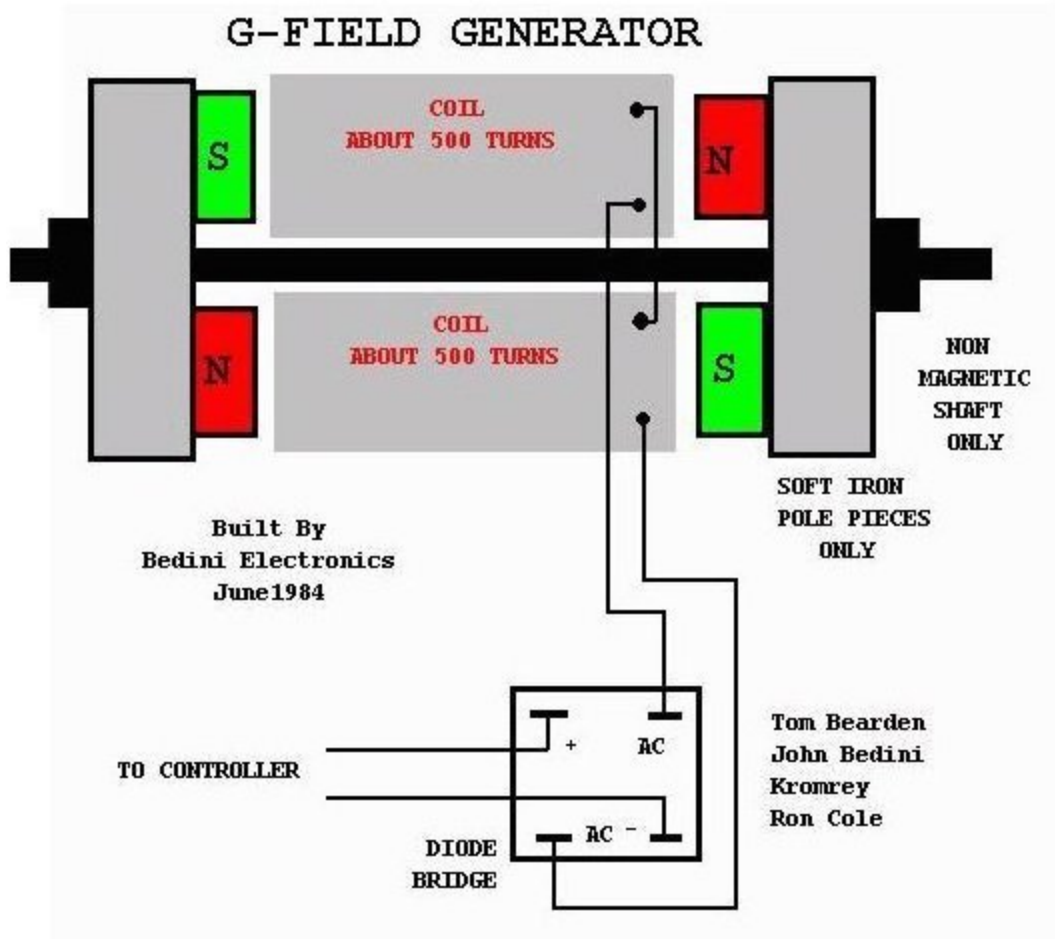 G-FIELD GENERATOR
S
COIL
ABOUT 500 TURNS
N
N
COIL
ABOUT 500 TURNS
S
NON
MAGNETIC
SHAFT
ONLY
SOFT IRON
POLE PIECES
ONLY
Built By
Bedini Electronics
June1984
+
AC
TO CONTROLLER
AC -
DIODE
BRIDGE
Tom Bearden
John Bedini
Kromrey
Ron Cole